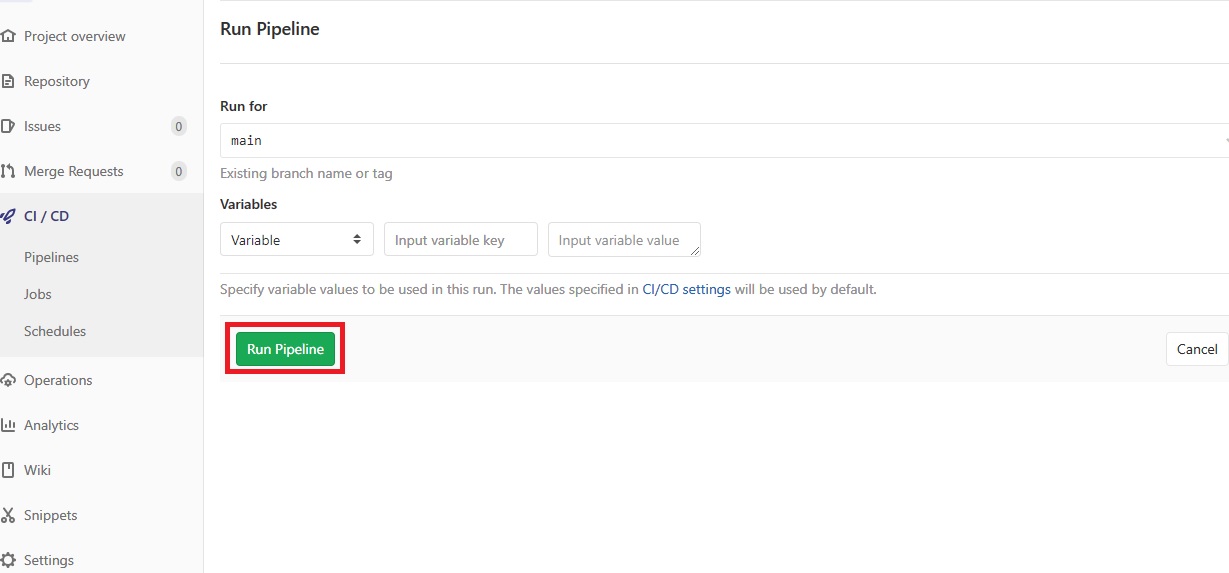 Project overview
Repository
Issues 0
Merge Requests 0
CI / CD
Pipelines
Jobs
Schedules
Operations
Analytics
Wiki
Snippets
Settings
Run Pipeline
Run for
main
Existing branch name or tag
Variables
Variable Input variable key Input variable value
Specify variable values to be used in this run. The values specified in CI/CD settings will be used by default.
Run Pipeline Cancel